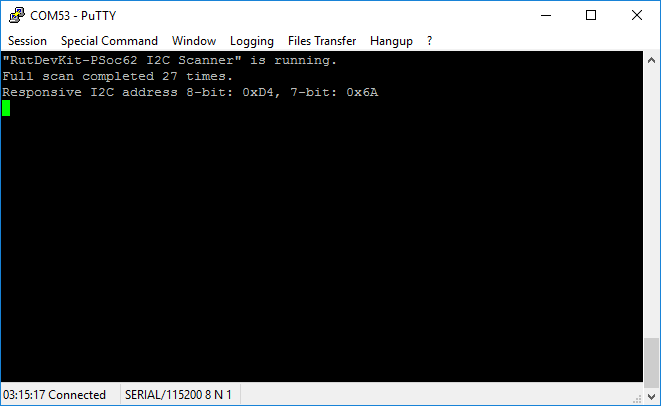 COM53 - PuTTY
Session Special Command Window Logging Files Transfer Hangup ?
"RutDevKit-PSoc62 I2C Scanner" is running.
Full scan completed 27 times.
Responsive I2C address 8-bit: 0xD4, 7-bit: 0x6A
03:15:17 Connected SERIAL/115200 8 N 1